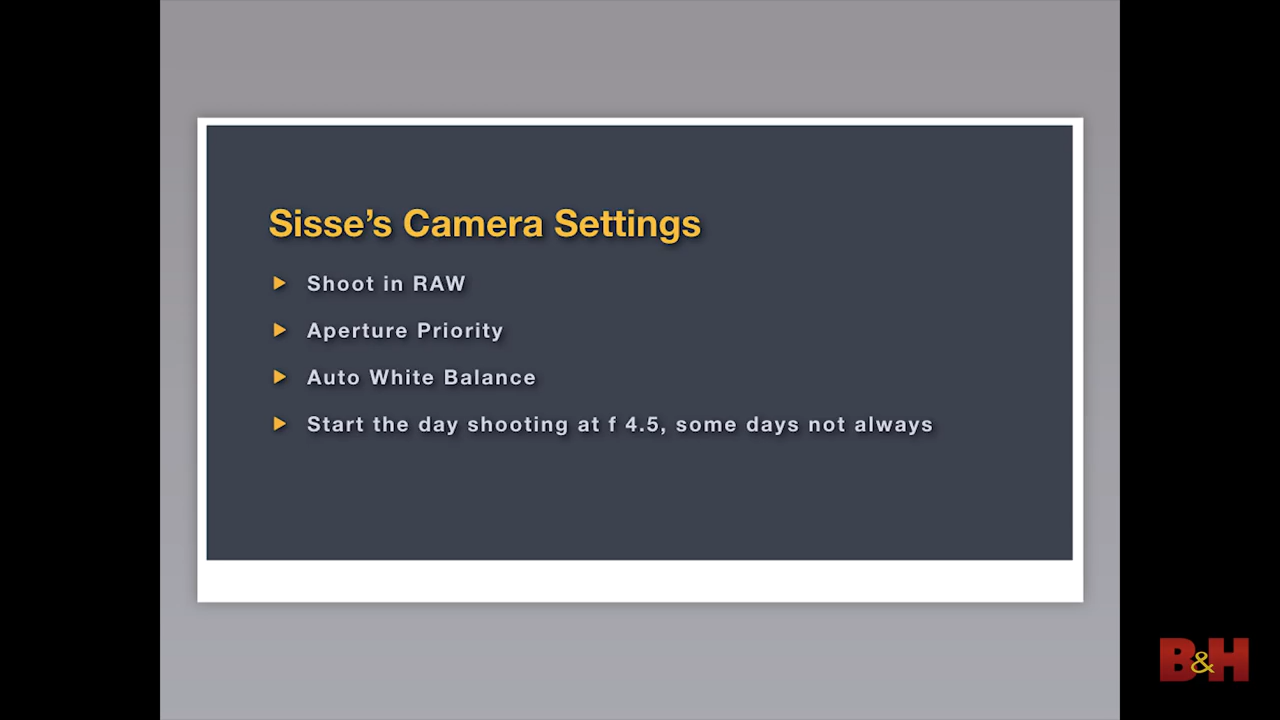 Sisse’s Camera Settings
Shoot in RAW
Aperture Priority
Auto White Balance
Start the day shooting at f 4.5, some days not always
B&H